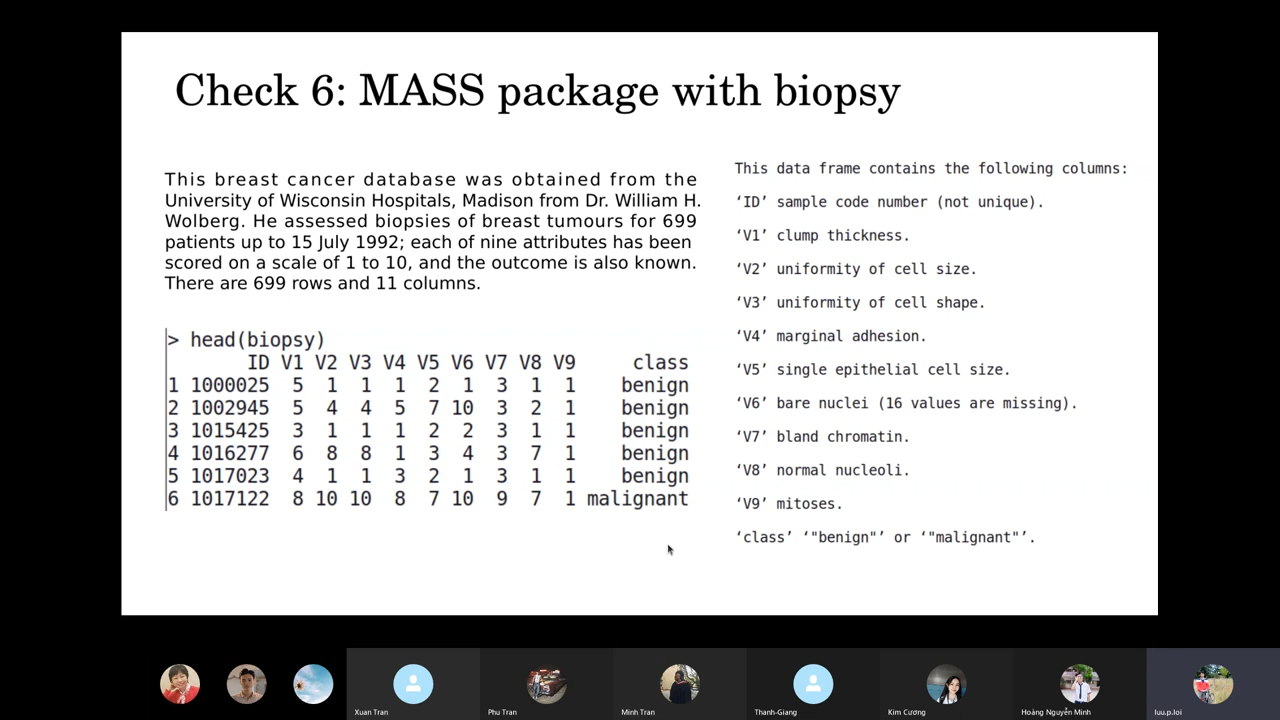 Check 6: MASS package with biopsy
This breast cancer database was obtained from the
University of Wisconsin Hospitals, Madison from Dr. William H.
Wolberg. He assessed biopsies of breast tumours for 699
patients up to 15 July 1992; each of nine attributes has been
scored on a scale of 1 to 10, and the outcome is also known.
There are 699 rows and 11 columns.
> head(biopsy)
ID V1 V2 V3 V4 V5 V6 V7 V8 V9 class
1 1000025 5 1 1 1 2 1 3 1 1 benign
2 1002945 5 4 4 5 7 10 3 2 1 benign
3 1015425 3 1 1 1 2 2 3 1 1 benign
4 1016277 6 8 8 1 3 4 3 7 1 benign
5 1017023 4 1 1 3 2 1 3 1 1 benign
6 1017122 8 10 10 8 7 10 9 7 1 malignant
This data frame contains the following columns:
‘ID’ sample code number (not unique).
‘V1’ clump thickness.
‘V2’ uniformity of cell size.
‘V3’ uniformity of cell shape.
‘V4’ marginal adhesion.
‘V5’ single epithelial cell size.
‘V6’ bare nuclei (16 values are missing).
‘V7’ bland chromatin.
‘V8’ normal nucleoli.
‘V9’ mitoses.
‘class’ ‘"benign"’ or ‘"malignant"’.
Xuan Tran
Phu Tran
Minh Tran
Thanh-Giang
Kim Cương
Hoàng Nguyễn Minh
luu.p.loi